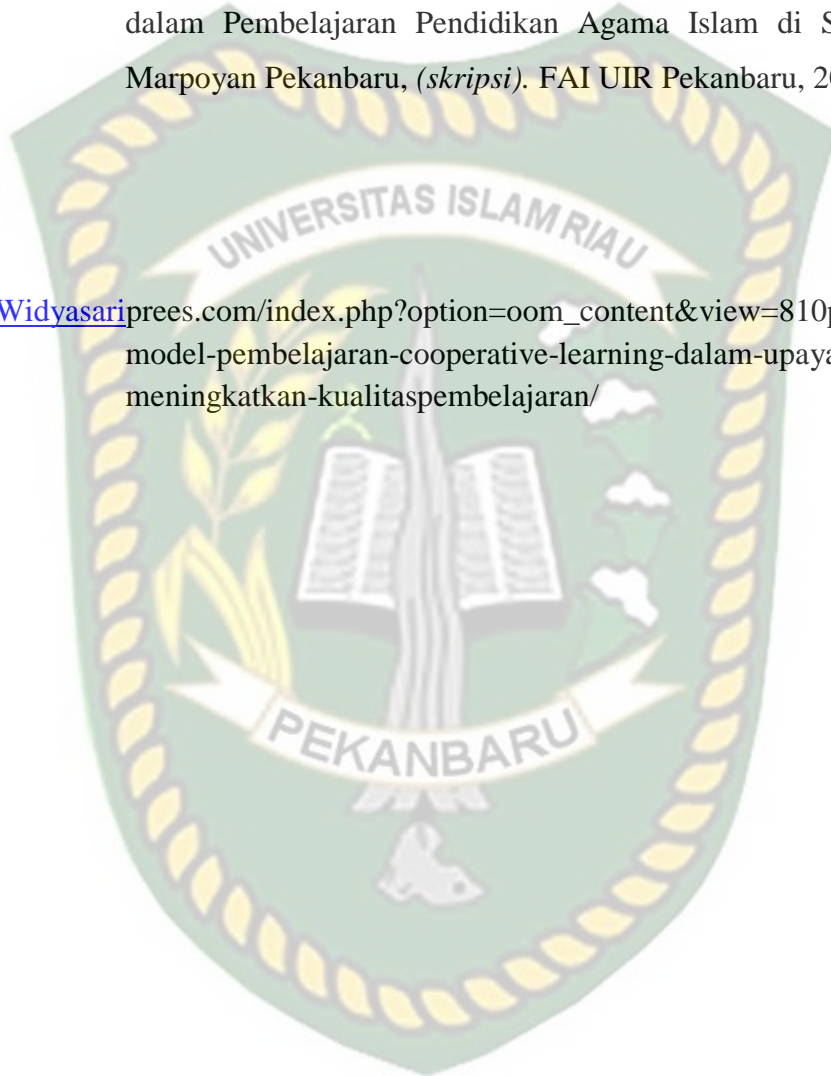 dalam Pembelajaran Pendidikan Agama Islam di S
Marpoyan Pekanbaru, (skripsi). FAI UIR Pekanbaru, 20
UNIVERSITAS ISLAM RIAU
Widyasariprees.com/index.php?option=oom_content&view=810p
model-pembelajaran-cooperative-learning-dalam-upaya
meningkatkan-kualitaspembelajaran/
PEKANBARU